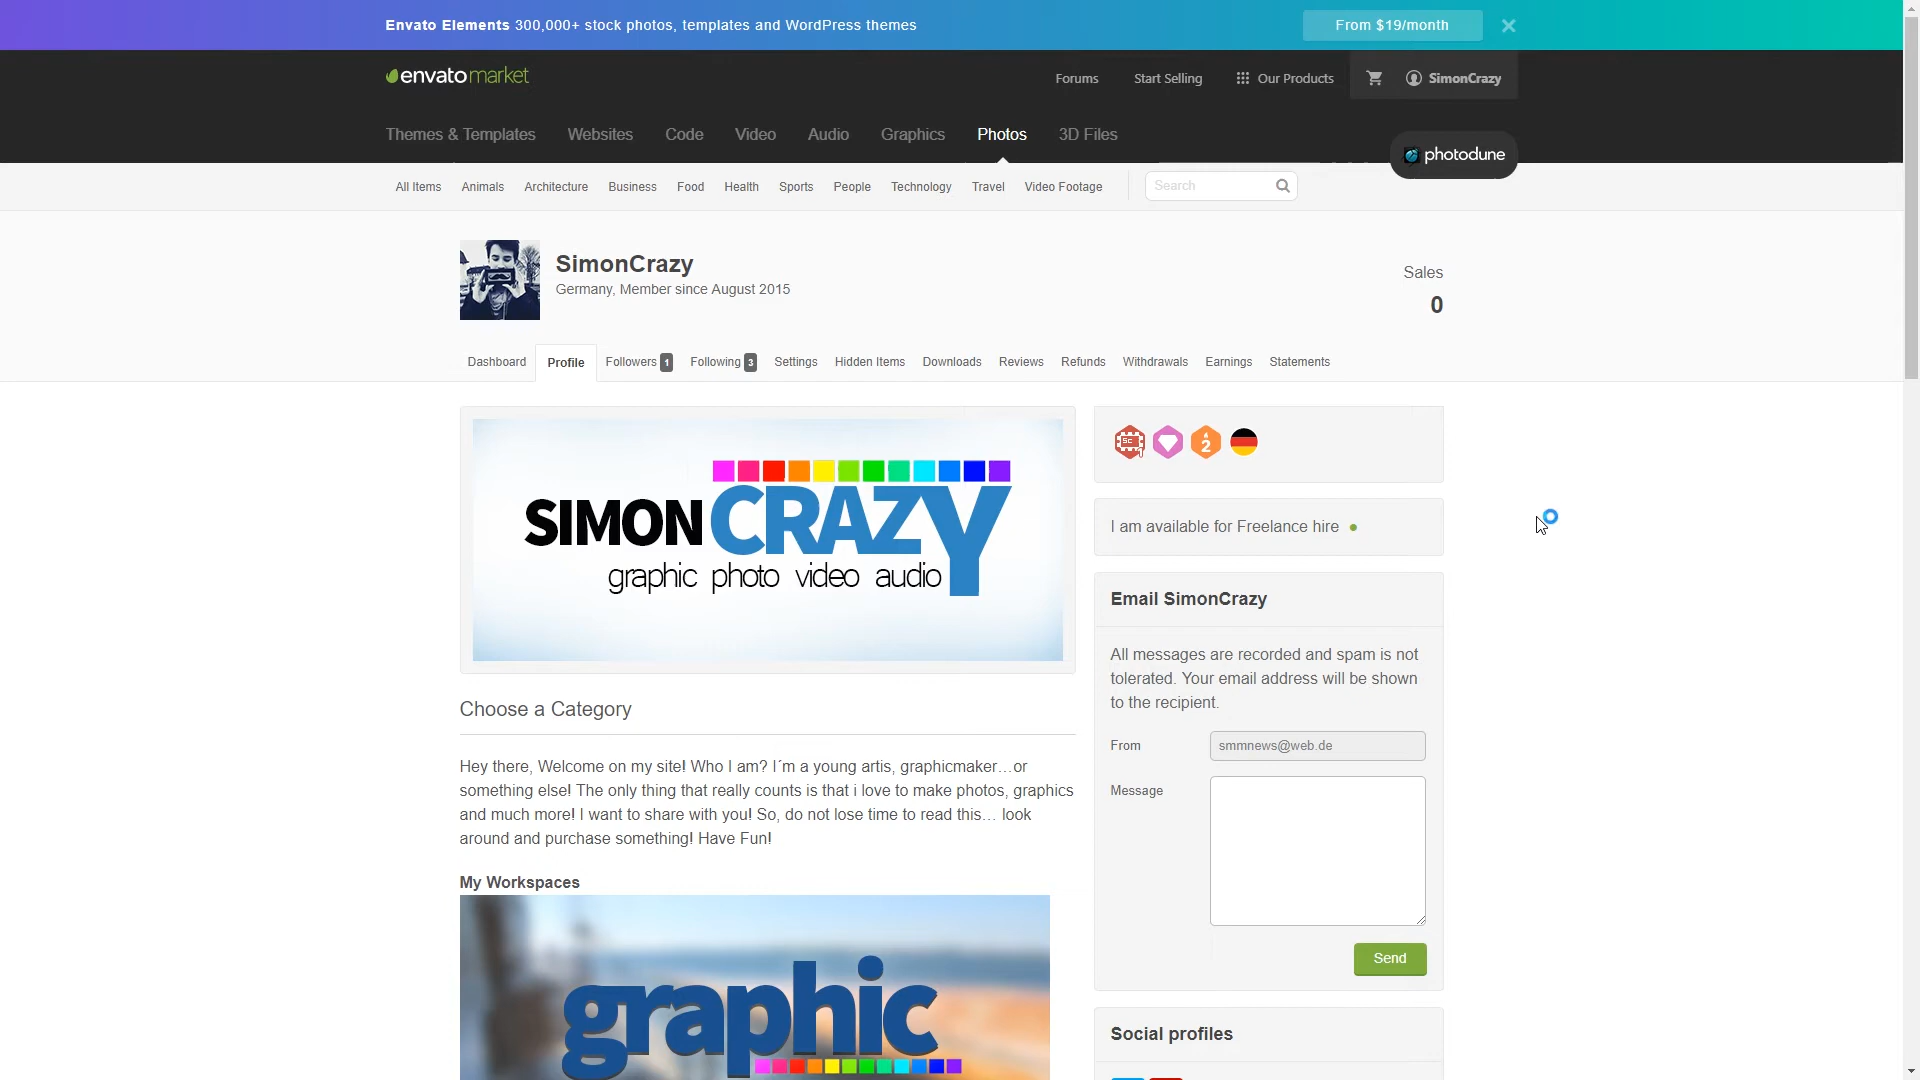 Envato Elements 300,000+ stock photos, templates and WordPress themes
From $19/month
envatomarket
Forums Start Selling Our Products SimonCrazy
Themes & Templates Websites Code Video Audio Graphics Photos 3D Files
photodune
All Items Animals Architecture Business Food Health Sports People Technology Travel Video Footage Search
SimonCrazy
Germany, Member since August 2015
Sales
0
Dashboard Profile Followers 1 Following 3 Settings Hidden Items Downloads Reviews Refunds Withdrawals Earnings Statements
SIMONCRAZY
graphic photo video audio
SC 1 2
I am available for Freelance hire
Email SimonCrazy
All messages are recorded and spam is not
tolerated. Your email address will be shown
to the recipient.
From smmnews@web.de
Message
Send
Social profiles
Choose a Category
Hey there, Welcome on my site! Who I am? I´m a young artis, graphicmaker…or
something else! The only thing that really counts is that i love to make photos, graphics
and much more! I want to share with you! So, do not lose time to read this… look
around and purchase something! Have Fun!
My Workspaces
graphic